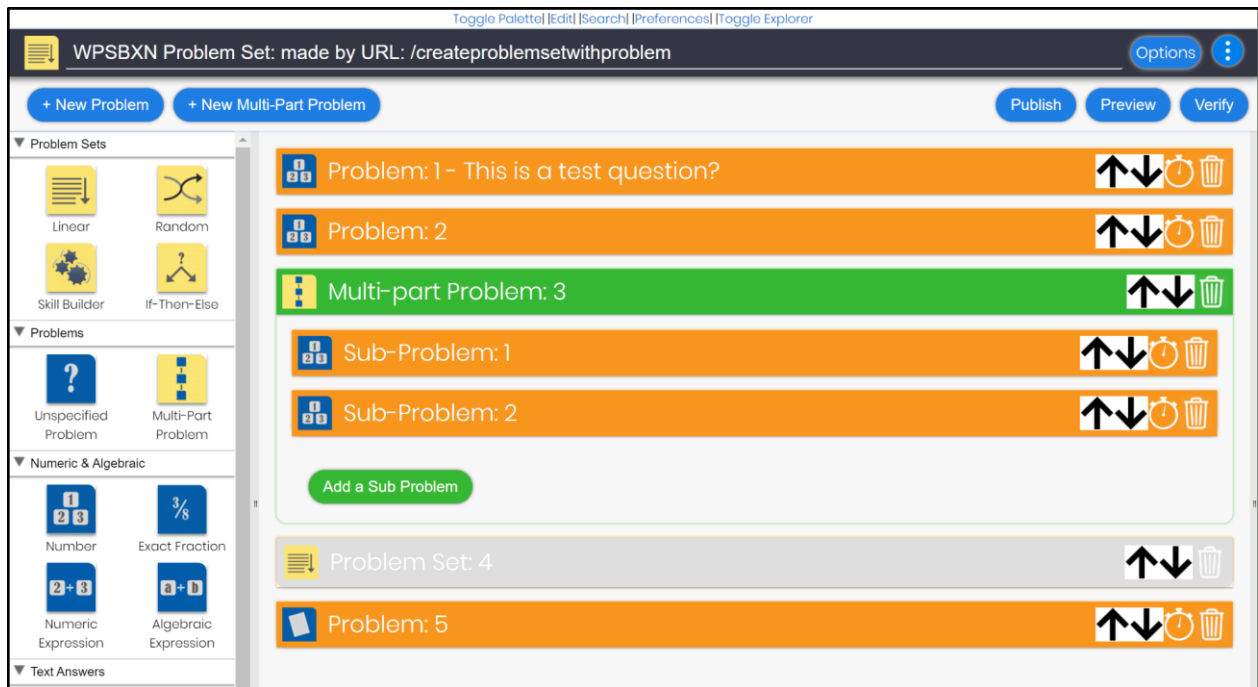 Toggle Palette| |Edit| |Search| |Preferences| |Toggle Explorer
WPSBXN Problem Set: made by URL: /createproblemsetwithproblem
Options
+ New Problem
+ New Multi-Part Problem
Publish
Preview
Verify
Problem Sets
Linear
Random
Skill Builder
If-Then-Else
Problems
Unspecified
Problem
Multi-Part
Problem
Numeric & Algebraic
Number
Exact Fraction
Numeric
Expression
Algebraic
Expression
Text Answers
Problem: 1 - This is a test question?
Problem: 2
Multi-part Problem: 3
Sub-Problem: 1
Sub-Problem: 2
Add a Sub Problem
Problem Set: 4
Problem: 5